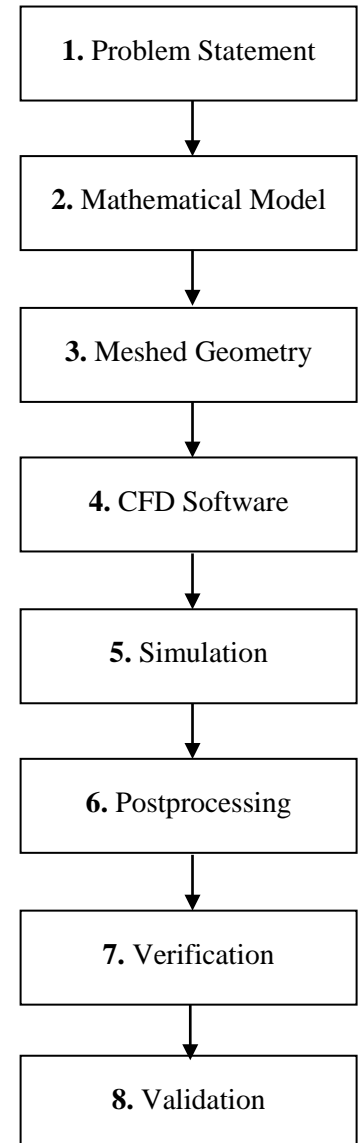 1. Problem Statement
2. Mathematical Model
3. Meshed Geometry
4. CFD Software
5. Simulation
6. Postprocessing
7. Verification
8. Validation